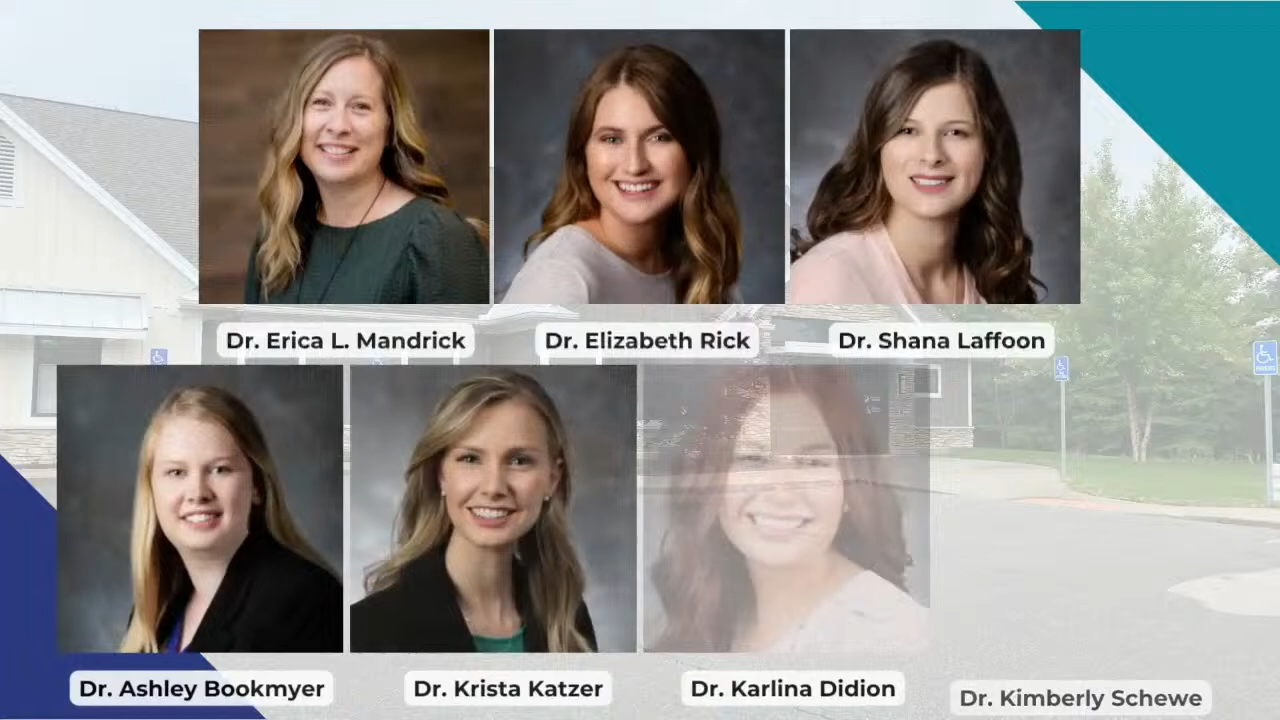 Dr. Erica L. Mandrick
Dr. Elizabeth Rick
Dr. Shana Laffoon
Dr. Ashley Bookmyer
Dr. Krista Katzer
Dr. Karlina Didion
Dr. Kimberly Schewe